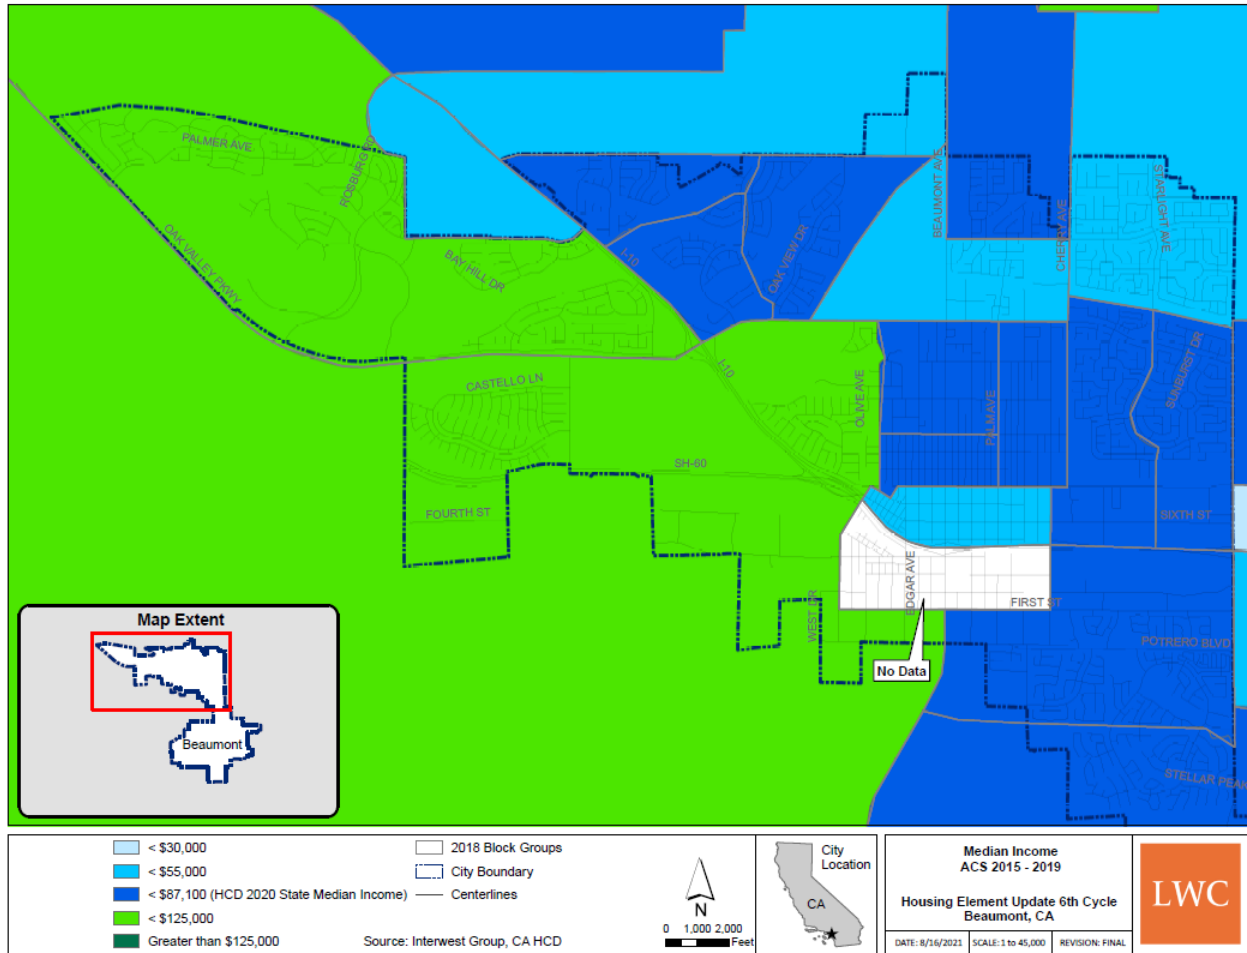 PALMER AVE
ROSBURG RD
OAK VALLEY PKWY
BAY HILL DR
I-10
OAK VIEW DR
BEAUMONT AVE
CHERRY AVE
STARLIGHT AVE
CASTELLO LN
I-10
OLIVE AVE
PALM AVE
SUNBURST DR
SH-60
FOURTH ST
SIXTH ST
EDGAR AVE
FIRST ST
WEST DR
POTRERO BLVD
No Data
STELLAR PEAK
Map Extent
Beaumont
< $30,000
< $55,000
< $87,100 (HCD 2020 State Median Income)
< $125,000
Greater than $125,000
2018 Block Groups
City Boundary
Centerlines
Source: Interwest Group, CA HCD
N
0 1,000 2,000
Feet
City
Location
CA
Median Income
ACS 2015 - 2019
Housing Element Update 6th Cycle
Beaumont, CA
DATE: 8/16/2021 SCALE: 1 to 45,000 REVISION: FINAL
LWC